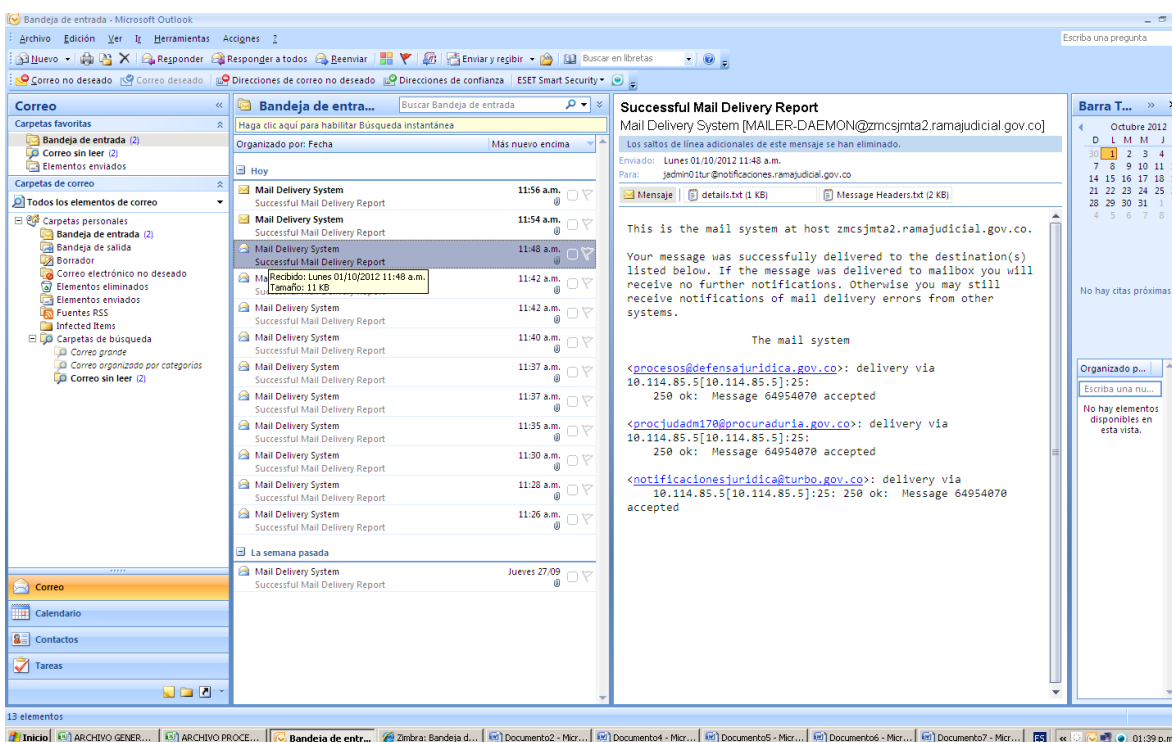 Bandeja de entrada - Microsoft Outlook
Archivo Edición Ver Ir Herramientas Acciones ?
Escriba una pregunta
Nuevo Responder Responder a todos Reenviar Enviar y recibir Buscar en libretas
Correo no deseado Correo deseado Direcciones de correo no deseado Direcciones de confianza ESET Smart Security
Correo
Carpetas favoritas
Bandeja de entrada (2)
Correo sin leer (2)
Elementos enviados
Carpetas de correo
Todos los elementos de correo
Carpetas personales
Bandeja de entrada (2)
Bandeja de salida
Borrador
Correo electrónico no deseado
Elementos eliminados
Elementos enviados
Fuentes RSS
Infected Items
Carpetas de búsqueda
Correo grande
Correo organizado por categorías
Correo sin leer (2)
Correo
Calendario
Contactos
Tareas
Bandeja de entra...
Buscar Bandeja de entrada
Haga clic aquí para habilitar Búsqueda instantánea
Organizado por: Fecha Más nuevo encima
Hoy
Mail Delivery System 11:56 a.m.
Successful Mail Delivery Report
Mail Delivery System 11:54 a.m.
Successful Mail Delivery Report
Mail Delivery System 11:48 a.m.
Successful Mail Delivery Report
Recibido: Lunes 01/10/2012 11:48 a.m.
Tamaño: 11 KB
Ma 11:42 a.m.
Su
Mail Delivery System 11:42 a.m.
Successful Mail Delivery Report
Mail Delivery System 11:40 a.m.
Successful Mail Delivery Report
Mail Delivery System 11:37 a.m.
Successful Mail Delivery Report
Mail Delivery System 11:37 a.m.
Successful Mail Delivery Report
Mail Delivery System 11:35 a.m.
Successful Mail Delivery Report
Mail Delivery System 11:30 a.m.
Successful Mail Delivery Report
Mail Delivery System 11:28 a.m.
Successful Mail Delivery Report
Mail Delivery System 11:26 a.m.
Successful Mail Delivery Report
La semana pasada
Mail Delivery System Jueves 27/09
Successful Mail Delivery Report
Successful Mail Delivery Report
Mail Delivery System [MAILER-DAEMON@zmcsjmta2.ramajudicial.gov.co]
Los saltos de línea adicionales de este mensaje se han eliminado.
Enviado: Lunes 01/10/2012 11:48 a.m.
Para: jadmin01tur@notificaciones.ramajudicial.gov.co
Mensaje details.txt (1 KB) Message Headers.txt (2 KB)
This is the mail system at host zmcsjmta2.ramajudicial.gov.co.
Your message was successfully delivered to the destination(s)
listed below. If the message was delivered to mailbox you will
receive no further notifications. Otherwise you may still
receive notifications of mail delivery errors from other
systems.
The mail system
<procesos@defensajuridica.gov.co>: delivery via
10.114.85.5[10.114.85.5]:25:
250 ok: Message 64954070 accepted
<procjudadm170@procuraduria.gov.co>: delivery via
10.114.85.5[10.114.85.5]:25:
250 ok: Message 64954070 accepted
<notificacionesjuridica@turbo.gov.co>: delivery via
10.114.85.5[10.114.85.5]:25: 250 ok: Message 64954070
accepted
Barra T...
Octubre 2012
D L M M J
30 1 2 3 4
7 8 9 10 11
14 15 16 17 18
21 22 23 24 25
28 29 30 31 1
4 5 6 7 8
No hay citas próximas
Organizado p...
Escriba una nu...
No hay elementos
disponibles en
esta vista.
13 elementos
Inicio ARCHIVO GENER... ARCHIVO PROCE... Bandeja de entr... Zimbra: Bandeja d... Documento2 - Micr... Documento4 - Micr... Documento5 - Micr... Documento6 - Micr... Documento7 - Micr... ES 01:39 p.m